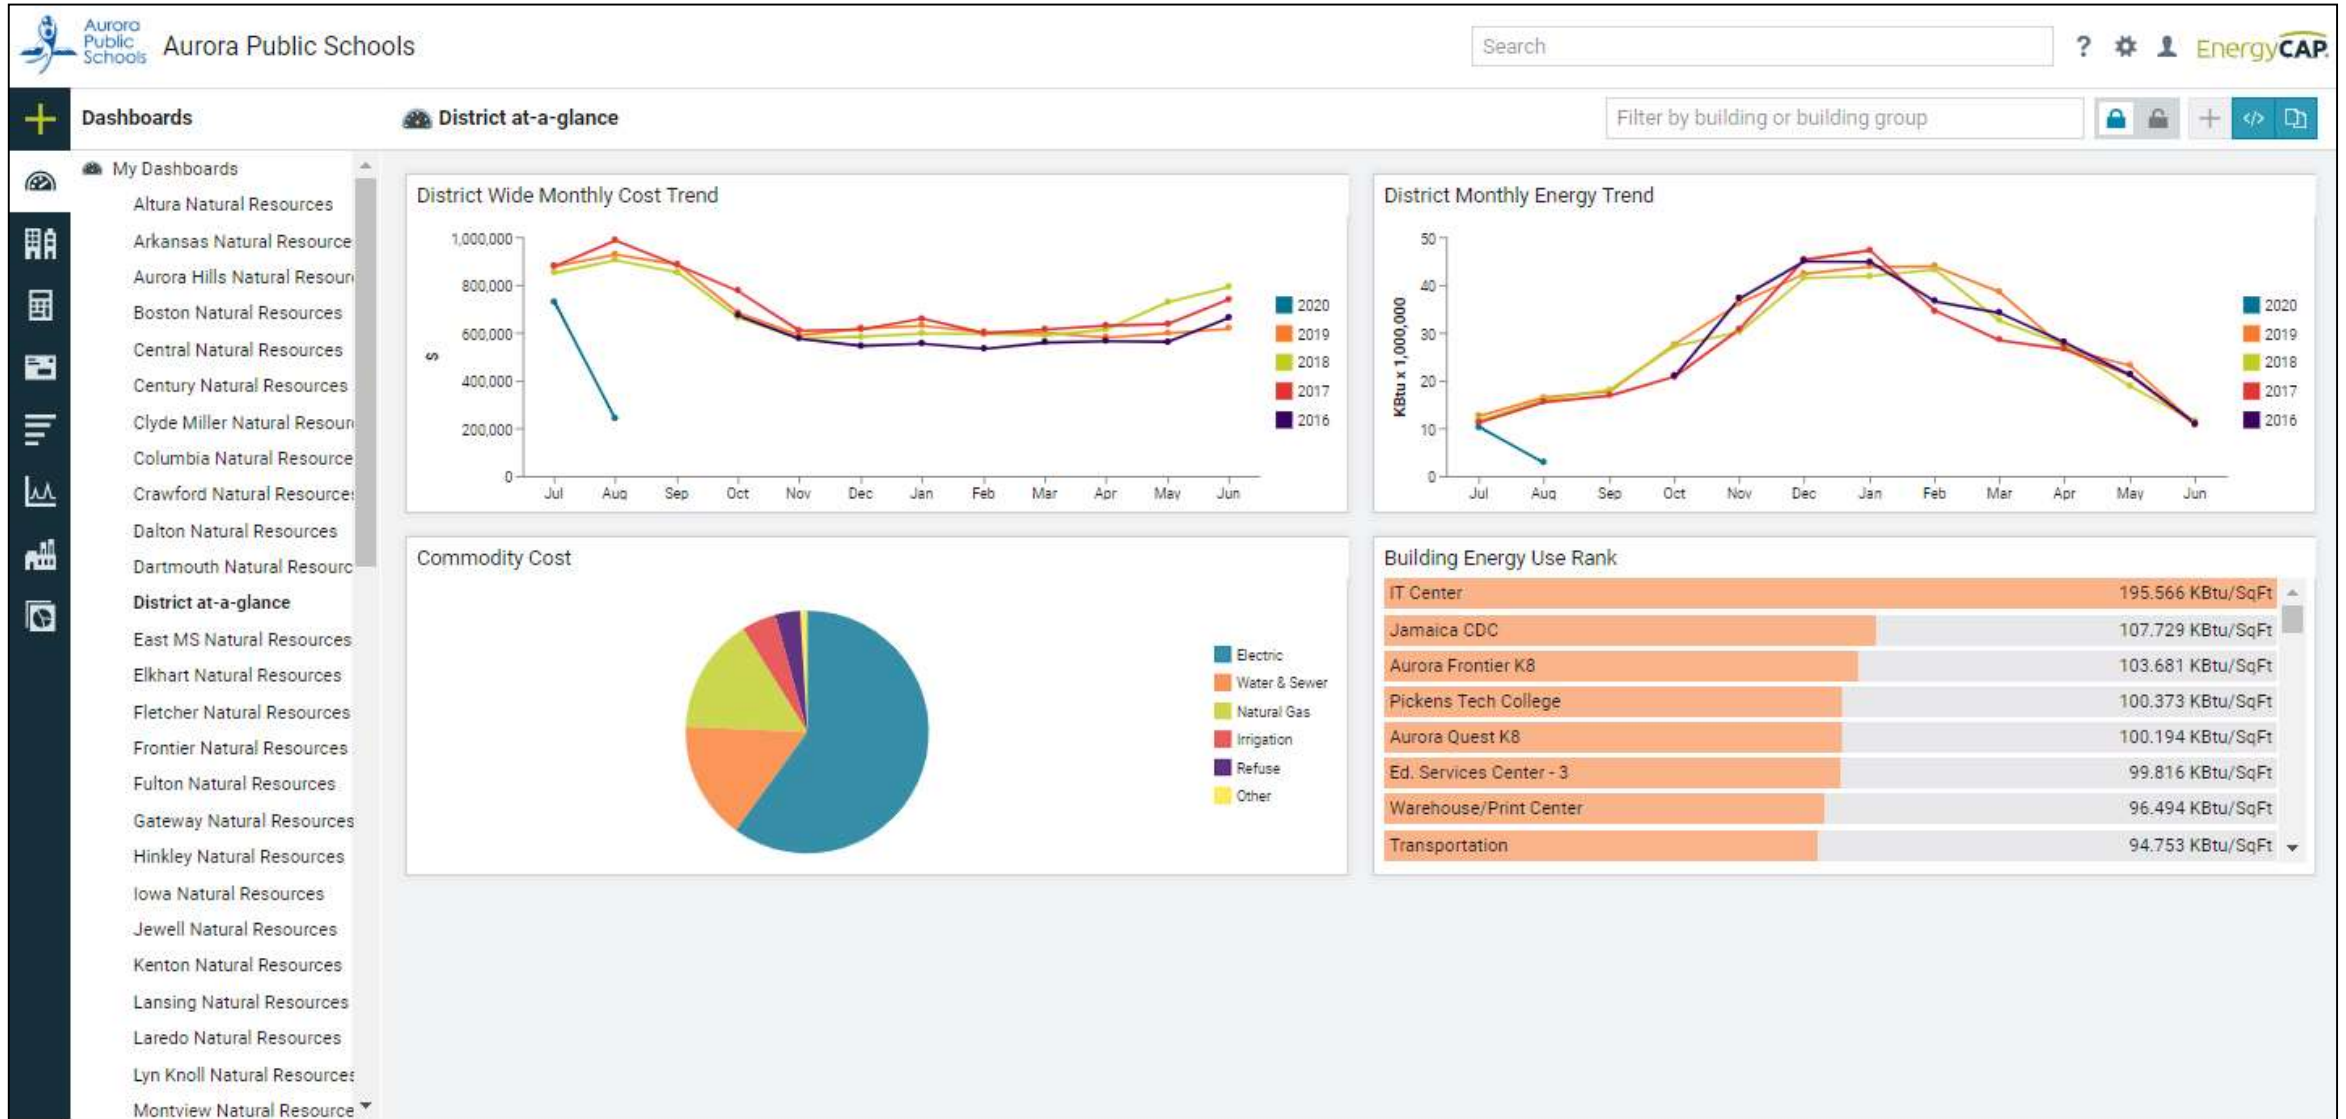 Aurora
Public
Schools
Aurora Public Schools
Search
?
EnergyCAP.
Dashboards
District at-a-glance
Filter by building or building group
My Dashboards
Altura Natural Resources
Arkansas Natural Resource
Aurora Hills Natural Resour
Boston Natural Resources
Central Natural Resources
Century Natural Resources
Clyde Miller Natural Resour
Columbia Natural Resource
Crawford Natural Resources
Dalton Natural Resources
Dartmouth Natural Resourc
District at-a-glance
East MS Natural Resources
Elkhart Natural Resources
Fletcher Natural Resources
Frontier Natural Resources
Fulton Natural Resources
Gateway Natural Resources
Hinkley Natural Resources
Iowa Natural Resources
Jewell Natural Resources
Kenton Natural Resources
Lansing Natural Resources
Laredo Natural Resources
Lyn Knoll Natural Resources
Montview Natural Resource
District Wide Monthly Cost Trend
1,000,000
800,000
600,000
400,000
200,000
0
$
Jul Aug Sep Oct Nov Dec Jan Feb Mar Apr May Jun
2020
2019
2018
2017
2016
District Monthly Energy Trend
50
40
30
20
10
0
KBtu x 1,000,000
Jul Aug Sep Oct Nov Dec Jan Feb Mar Apr May Jun
2020
2019
2018
2017
2016
Commodity Cost
Electric
Water & Sewer
Natural Gas
Irrigation
Refuse
Other
Building Energy Use Rank
IT Center 195.566 KBtu/SqFt
Jamaica CDC 107.729 KBtu/SqFt
Aurora Frontier K8 103.681 KBtu/SqFt
Pickens Tech College 100.373 KBtu/SqFt
Aurora Quest K8 100.194 KBtu/SqFt
Ed. Services Center - 3 99.816 KBtu/SqFt
Warehouse/Print Center 96.494 KBtu/SqFt
Transportation 94.753 KBtu/SqFt